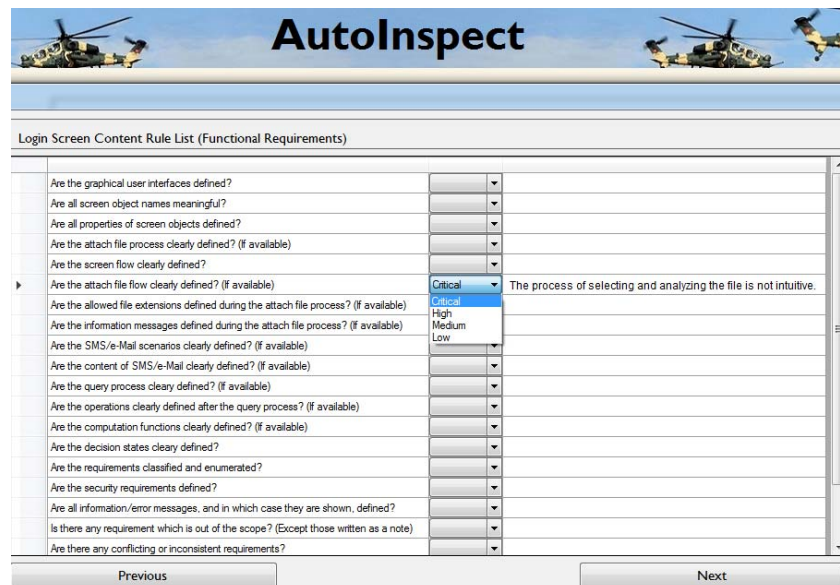 AutoInspect
Login Screen Content Rule List (Functional Requirements)
Are the graphical user interfaces defined?
Are all screen object names meaningful?
Are all properties of screen objects defined?
Are the attach file process clearly defined? (If available)
Are the screen flow clearly defined?
Are the attach file flow clearly defined? (If available) Critical The process of selecting and analyzing the file is not intuitive.
Critical
Are the allowed file extensions defined during the attach file process? (If available)
High
Are the information messages defined during the attach file process? (If available)
Medium
Low
Are the SMS/e-Mail scenarios clearly defined? (If available)
Are the content of SMS/e-Mail clearly defined? (If available)
Are the query process cleary defined? (If available)
Are the operations clearly defined after the query process? (If available)
Are the computation functions clearly defined? (If available)
Are the decision states cleary defined?
Are the requirements classified and enumerated?
Are the security requirements defined?
Are all information/error messages, and in which case they are shown, defined?
Is there any requirement which is out of the scope? (Except those written as a note)
Are there any conflicting or inconsistent requirements?
Previous Next